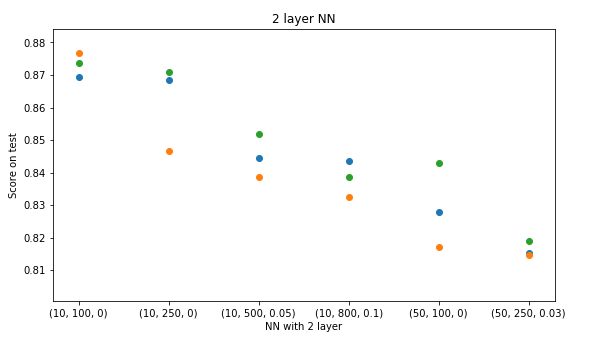 2 layer NN
Score on test
0.88
0.87
0.86
0.85
0.84
0.83
0.82
0.81
(10, 100, 0) (10, 250, 0) (10, 500, 0.05) (10, 800, 0.1) (50, 100, 0) (50, 250, 0.03)
NN with 2 layer